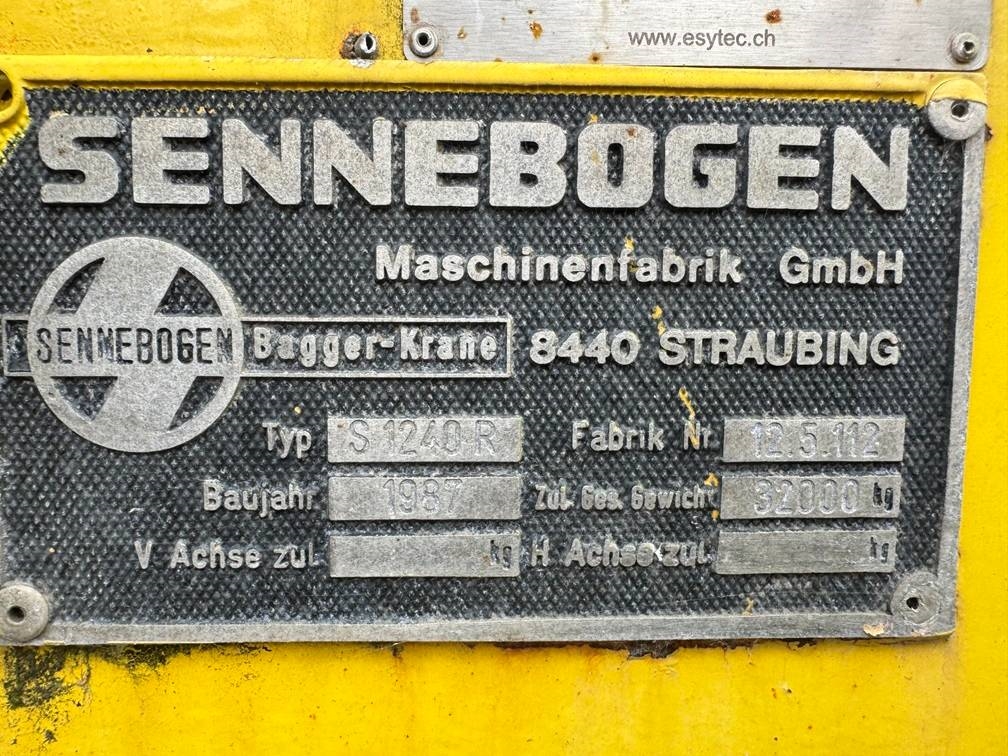 www.esytec.ch
SENNEBOGEN
Maschinenfabrik GmbH
SENNEBOGEN Bagger-Krane 8440 STRAUBING
Typ S 1240 R Fabrik Nr 12.5.112
Baujahr 1987 Zul. Ges. Gewicht 32000 kg
V Achse zul. kg H Achse zul. kg